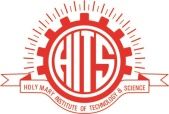 HITS
HOLY MARY INSTITUTE OF TECHNOLOGY & SCIENCE